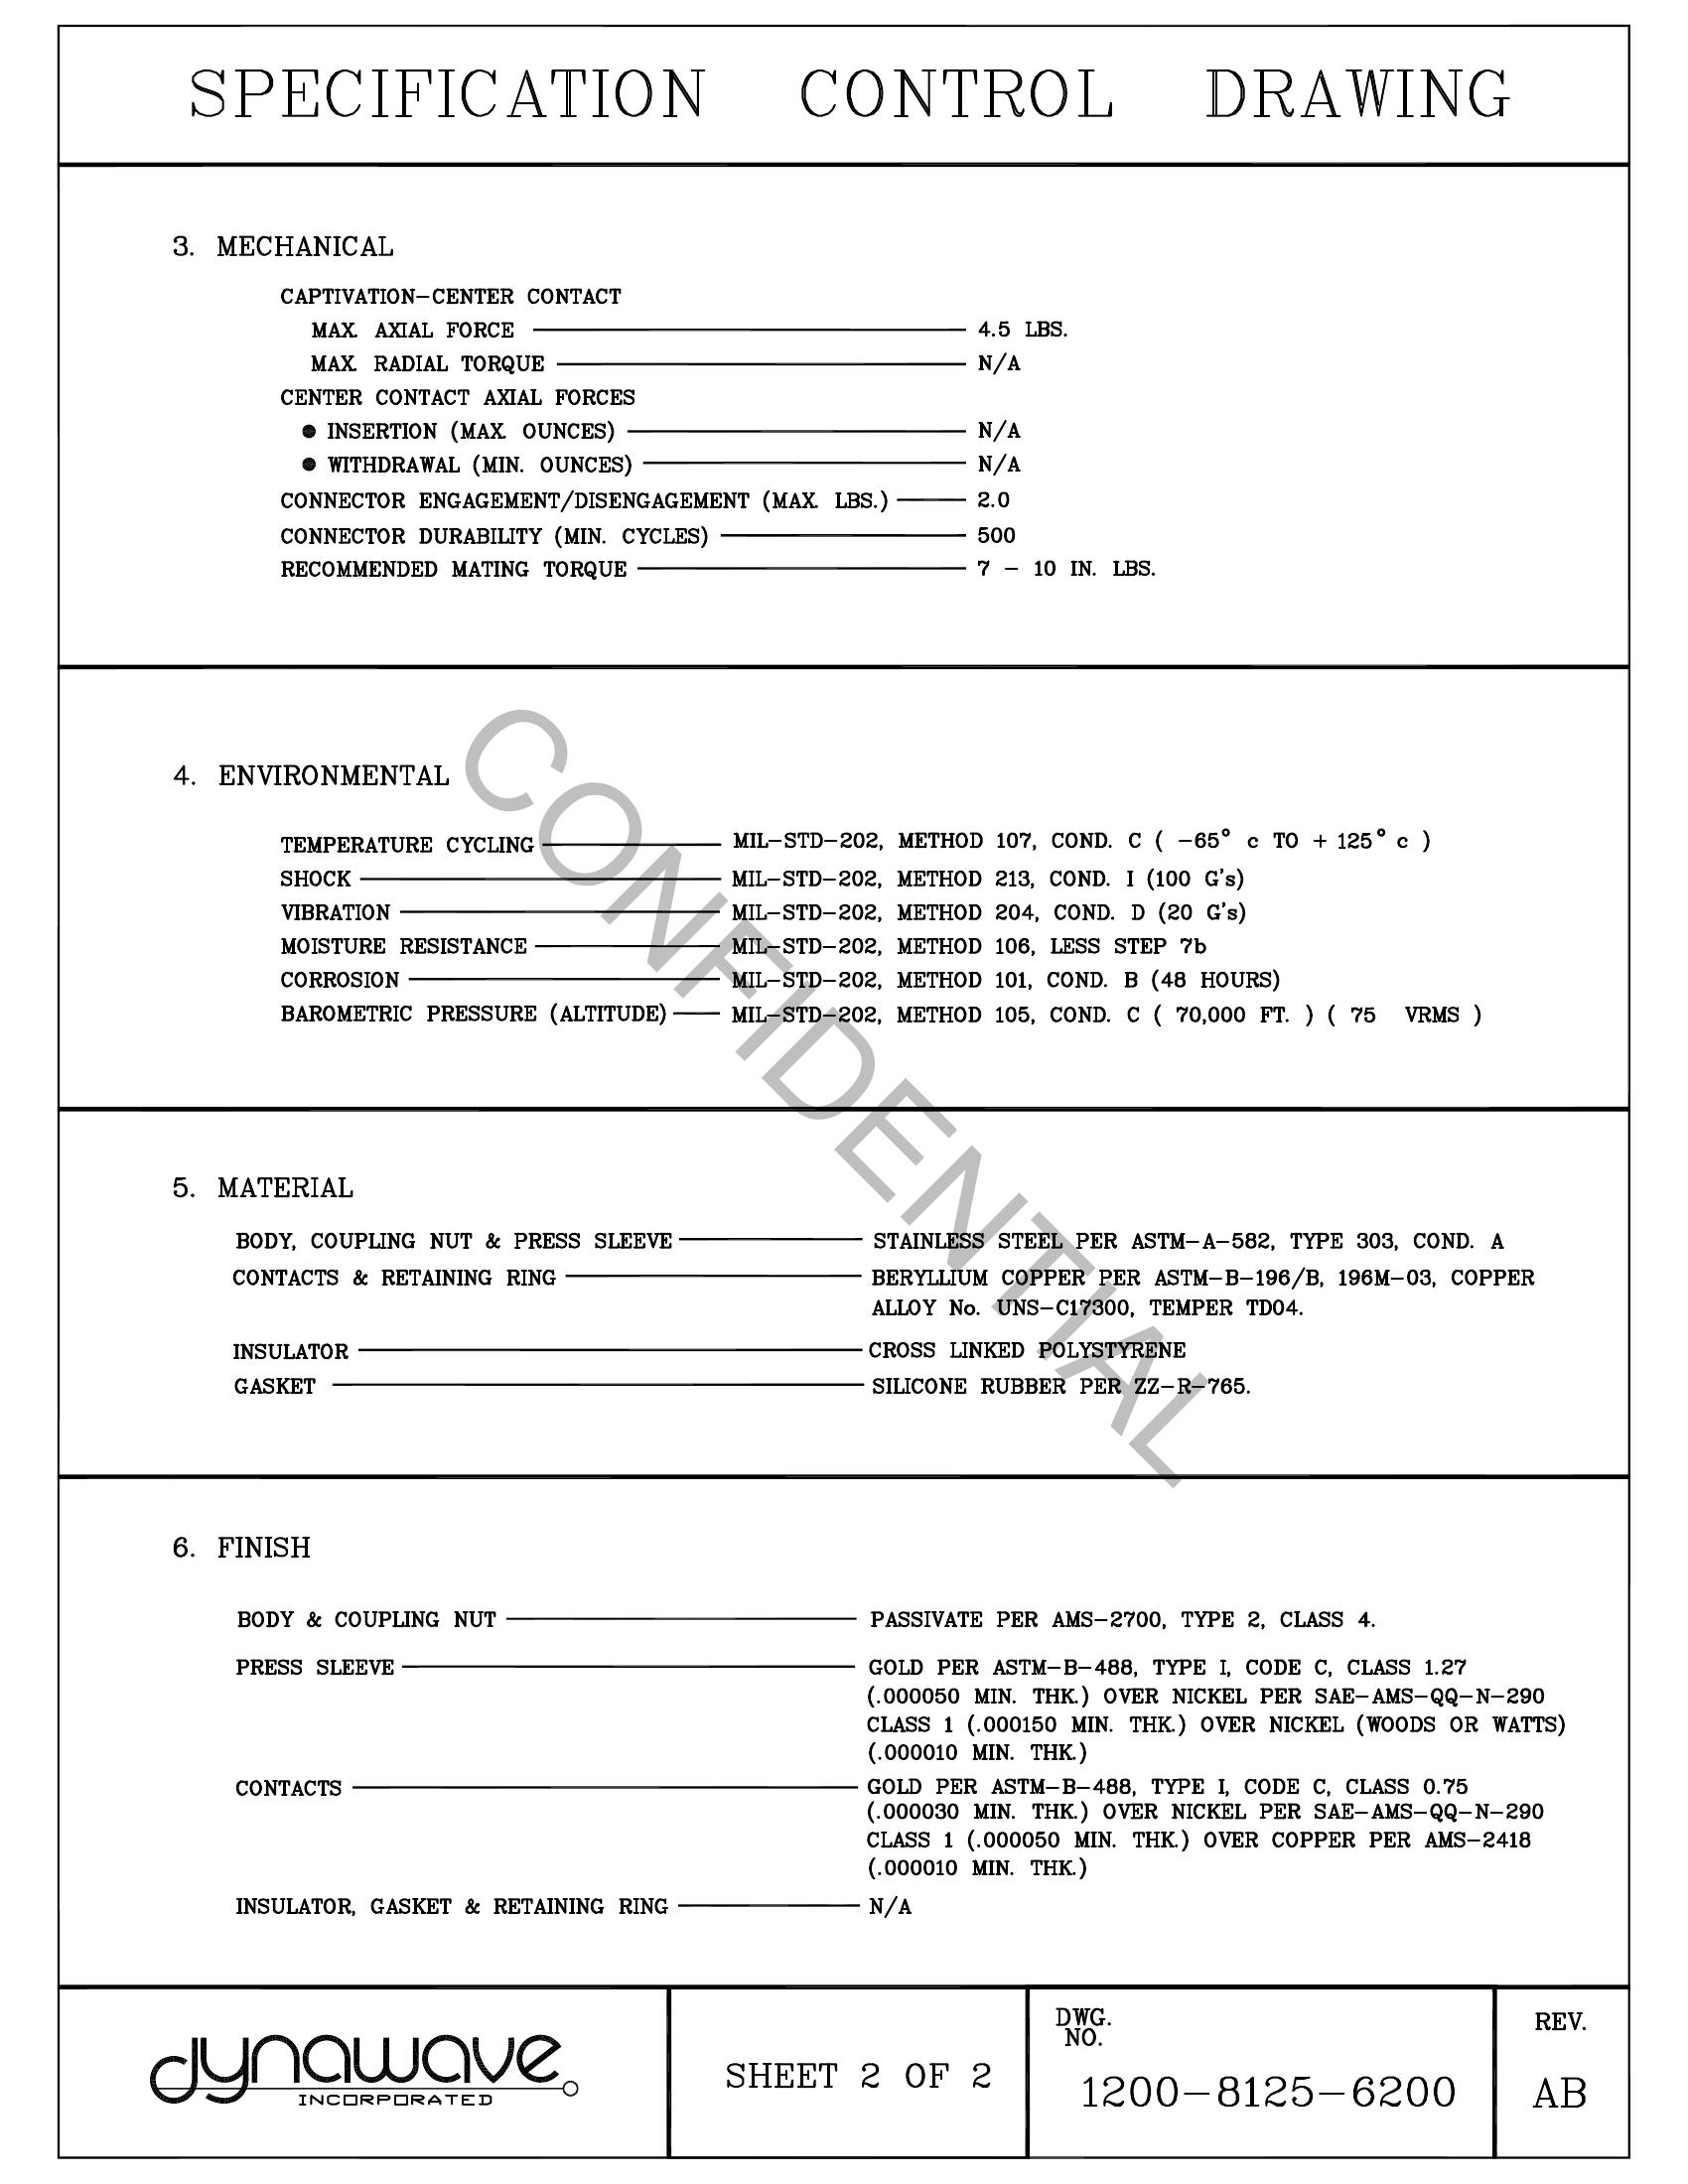 SPECIFICATION CONTROL DRAWING
3. MECHANICAL
CAPTIVATION-CENTER CONTACT
MAX. AXIAL FORCE 4.5 LBS.
MAX. RADIAL TORQUE N/A
CENTER CONTACT AXIAL FORCES
● INSERTION (MAX. OUNCES) N/A
● WITHDRAWAL (MIN. OUNCES) N/A
CONNECTOR ENGAGEMENT/DISENGAGEMENT (MAX. LBS.) 2.0
CONNECTOR DURABILITY (MIN. CYCLES) 500
RECOMMENDED MATING TORQUE 7 - 10 IN. LBS.
4. ENVIRONMENTAL
TEMPERATURE CYCLING MIL-STD-202, METHOD 107, COND. C ( -65° c TO + 125° c )
SHOCK MIL-STD-202, METHOD 213, COND. I (100 G's)
VIBRATION MIL-STD-202, METHOD 204, COND. D (20 G's)
MOISTURE RESISTANCE MIL-STD-202, METHOD 106, LESS STEP 7b
CORROSION MIL-STD-202, METHOD 101, COND. B (48 HOURS)
BAROMETRIC PRESSURE (ALTITUDE) MIL-STD-202, METHOD 105, COND. C ( 70,000 FT. ) ( 75 VRMS )
CONFIDENTIAL
5. MATERIAL
BODY, COUPLING NUT & PRESS SLEEVE STAINLESS STEEL PER ASTM-A-582, TYPE 303, COND. A
CONTACTS & RETAINING RING BERYLLIUM COPPER PER ASTM-B-196/B, 196M-03, COPPER
ALLOY No. UNS-C17300, TEMPER TD04.
INSULATOR CROSS LINKED POLYSTYRENE
GASKET SILICONE RUBBER PER ZZ-R-765.
6. FINISH
BODY & COUPLING NUT PASSIVATE PER AMS-2700, TYPE 2, CLASS 4.
PRESS SLEEVE GOLD PER ASTM-B-488, TYPE I, CODE C, CLASS 1.27
(.000050 MIN. THK.) OVER NICKEL PER SAE-AMS-QQ-N-290
CLASS 1 (.000150 MIN. THK.) OVER NICKEL (WOODS OR WATTS)
(.000010 MIN. THK.)
CONTACTS GOLD PER ASTM-B-488, TYPE I, CODE C, CLASS 0.75
(.000030 MIN. THK.) OVER NICKEL PER SAE-AMS-QQ-N-290
CLASS 1 (.000050 MIN. THK.) OVER COPPER PER AMS-2418
(.000010 MIN. THK.)
INSULATOR, GASKET & RETAINING RING N/A
dynawave
INCORPORATED
SHEET 2 OF 2
DWG.
NO.
1200-8125-6200
REV.
AB